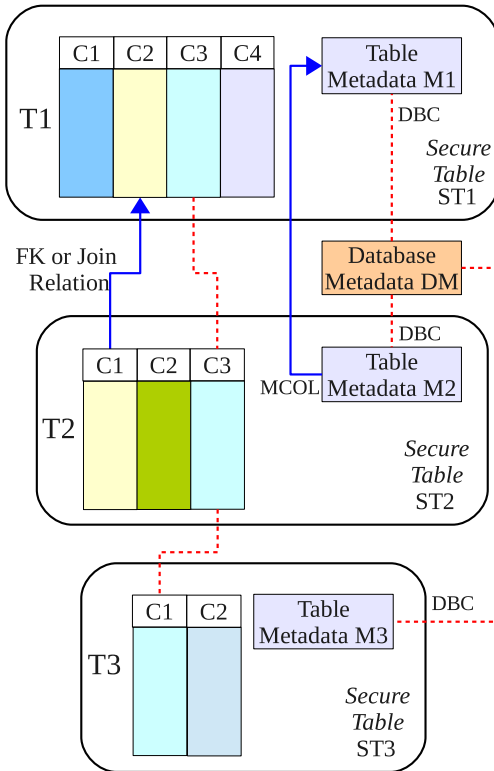 C1 C2 C3 C4
T1
Table
Metadata M1
DBC
Secure
Table
ST1
FK or Join
Relation
Database
Metadata DM
DBC
C1 C2 C3
T2
Table
Metadata M2
MCOL
Secure
Table
ST2
C1 C2
T3
Table
Metadata M3
DBC
Secure
Table
ST3